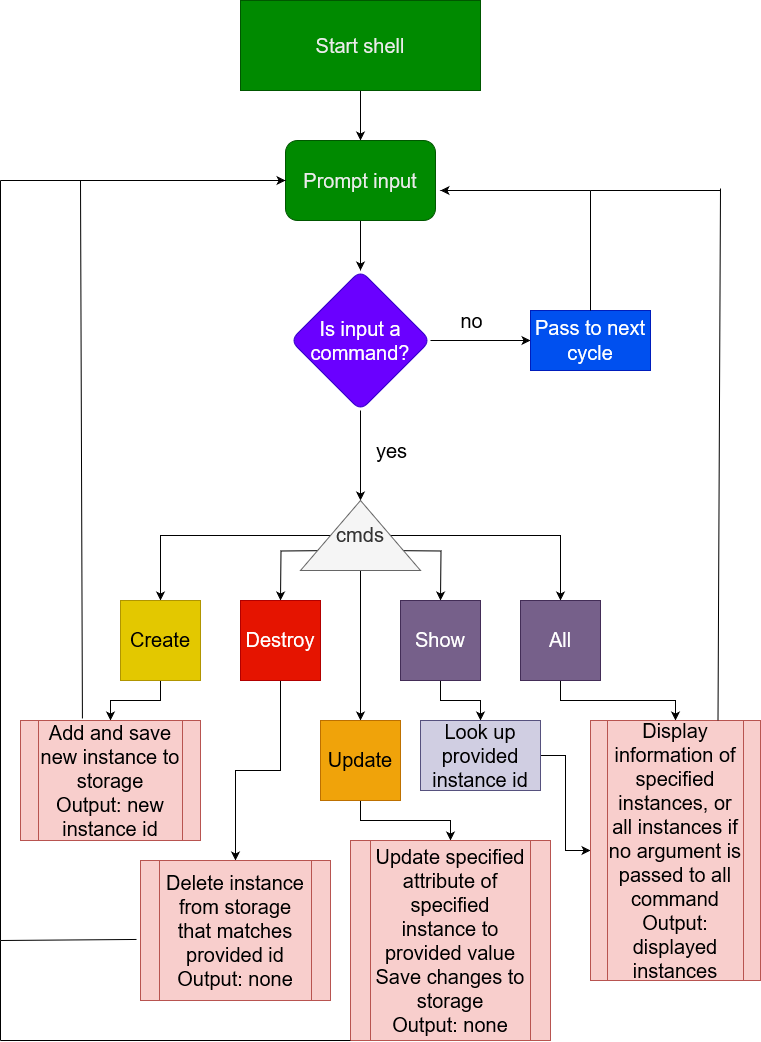 Start shell
Prompt input
Is input a
command?
no
Pass to next
cycle
yes
cmds
Create
Destroy
Show
All
Update
Add and save
new instance to
storage
Output: new
instance id
Look up
provided
instance id
Display
information of
specified
instances, or
all instances if
no argument is
passed to all
command
Output:
displayed
instances
Delete instance
from storage
that matches
provided id
Output: none
Update specified
attribute of
specified
instance to
provided value
Save changes to
storage
Output: none